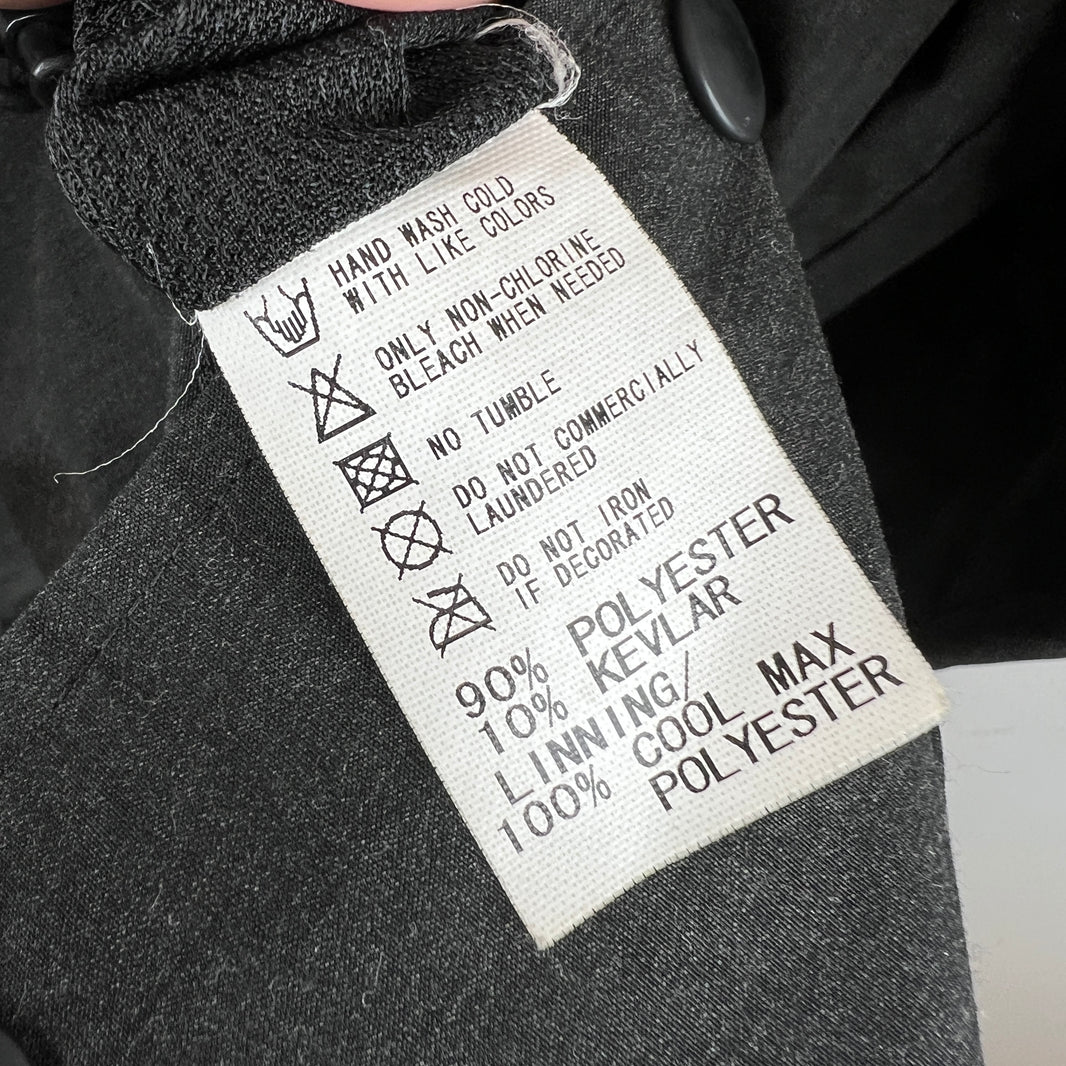 HAND WASH COLD
WITH LIKE COLORS
ONLY NON-CHLORINE
BLEACH WHEN NEEDED
NO TUMBLE
DO NOT COMMERCIALLY
LAUNDERED
DO NOT IRON
IF DECORATED
90% POLYESTER
10% KEVLAR
LINNING/
100% COOL MAX
POLYESTER